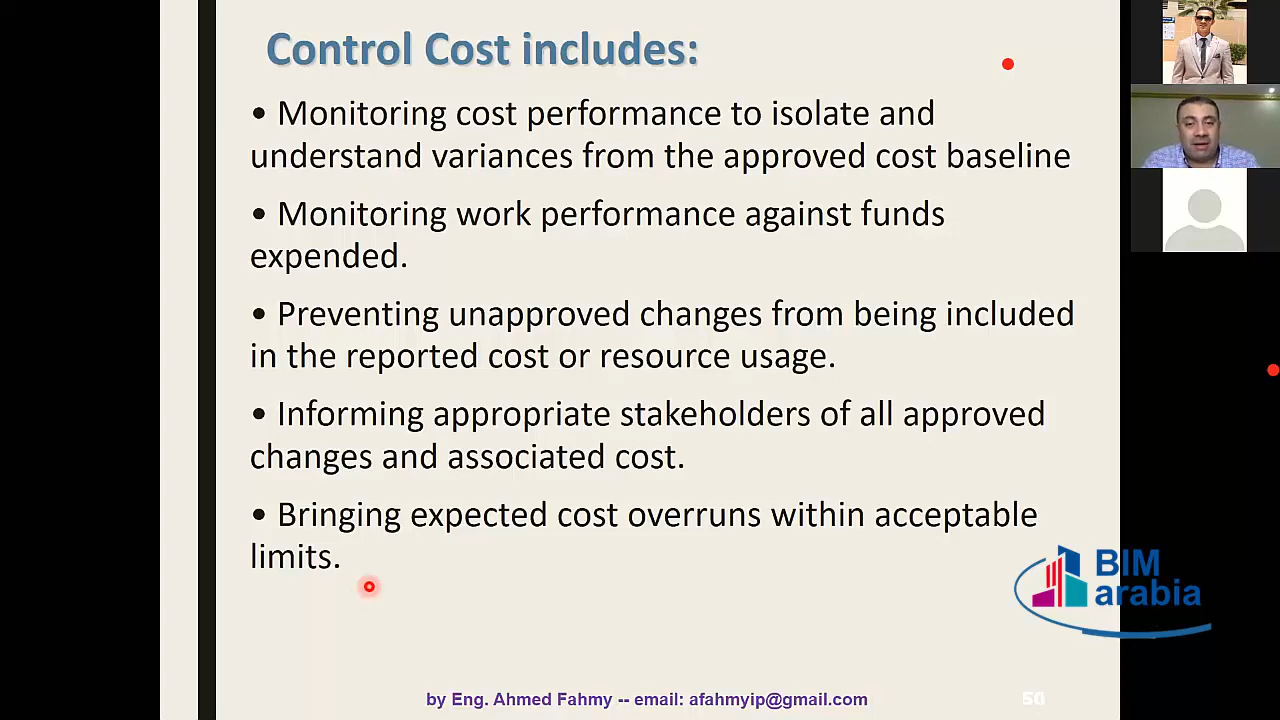 Control Cost includes:
• Monitoring cost performance to isolate and
understand variances from the approved cost baseline
• Monitoring work performance against funds
expended.
• Preventing unapproved changes from being included
in the reported cost or resource usage.
• Informing appropriate stakeholders of all approved
changes and associated cost.
• Bringing expected cost overruns within acceptable
limits.
BIM
arabia
by Eng. Ahmed Fahmy -- email: afahmyip@gmail.com
50